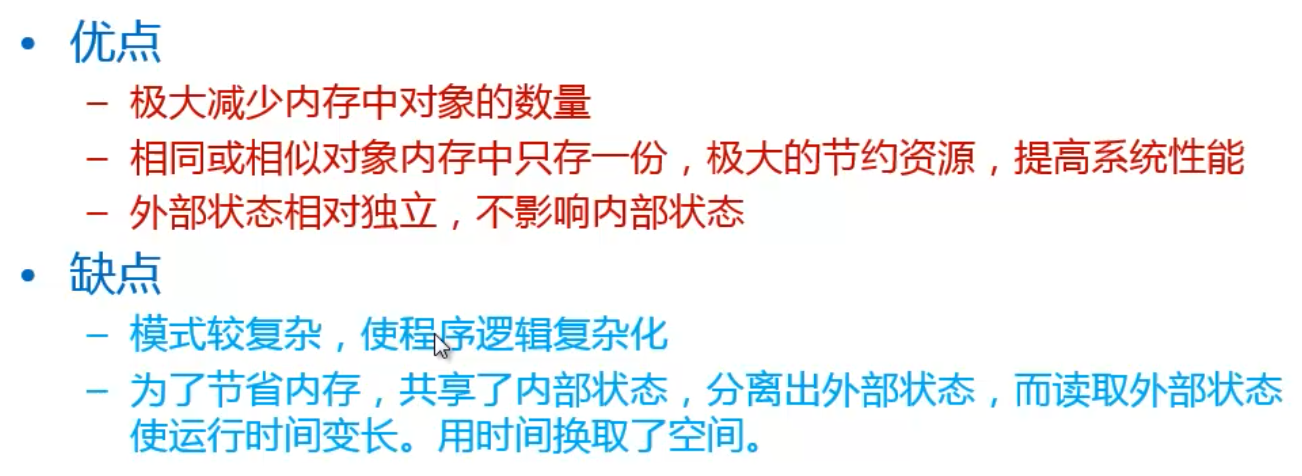 • 优点
– 极大减少内存中对象的数量
– 相同或相似对象内存中只存一份，极大的节约资源，提高系统性能
– 外部状态相对独立，不影响内部状态
• 缺点
– 模式较复杂，使程序逻辑复杂化
– 为了节省内存，共享了内部状态，分离出外部状态，而读取外部状态
使运行时间变长。用时间换取了空间。